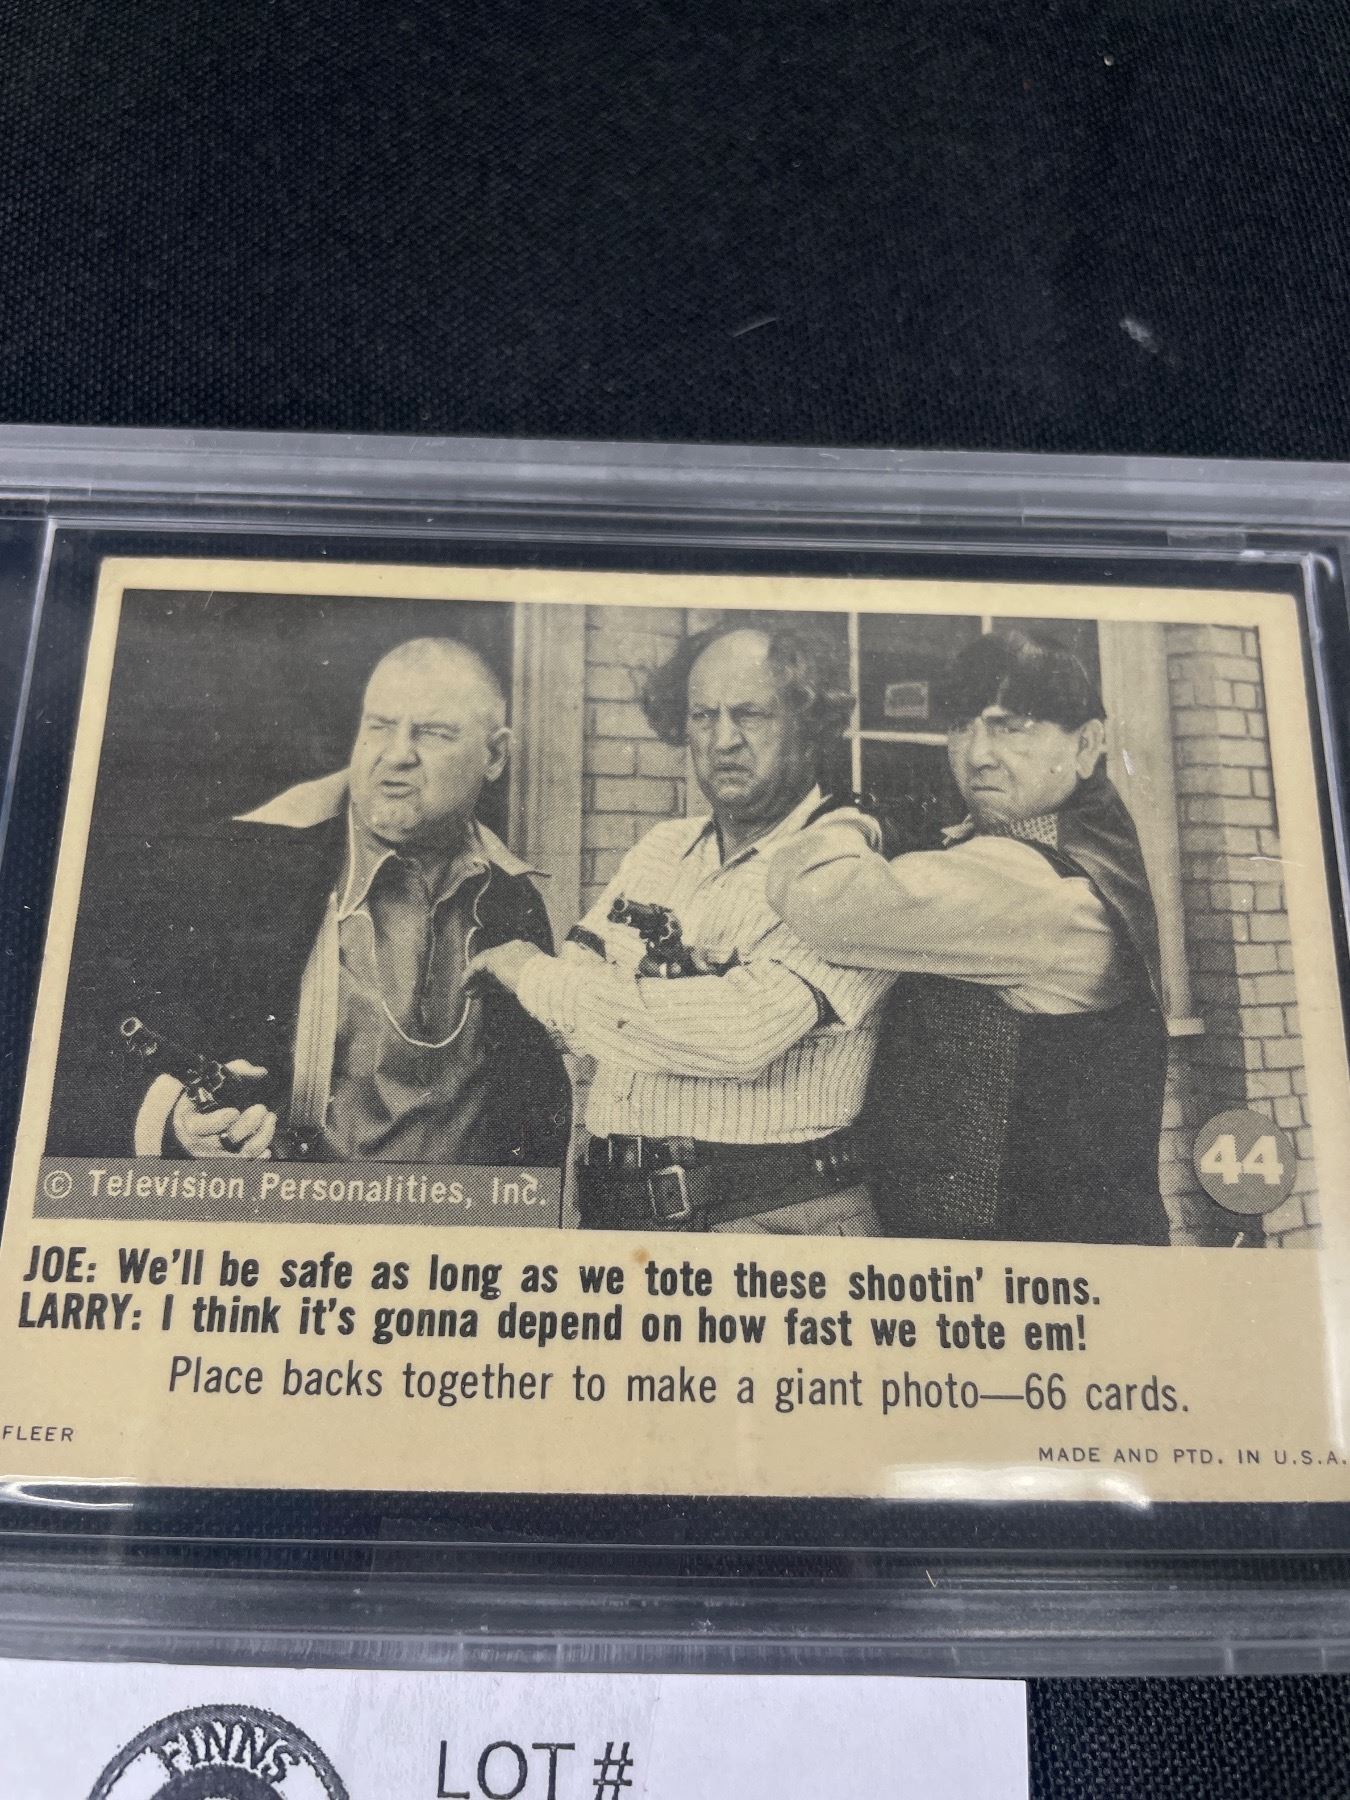 44
© Television Personalities, Inc.
JOE: We'll be safe as long as we tote these shootin' irons.
LARRY: I think it's gonna depend on how fast we tote em!
Place backs together to make a giant photo—66 cards.
FLEER
MADE AND PTD. IN U.S.A.
FINNS
LOT #